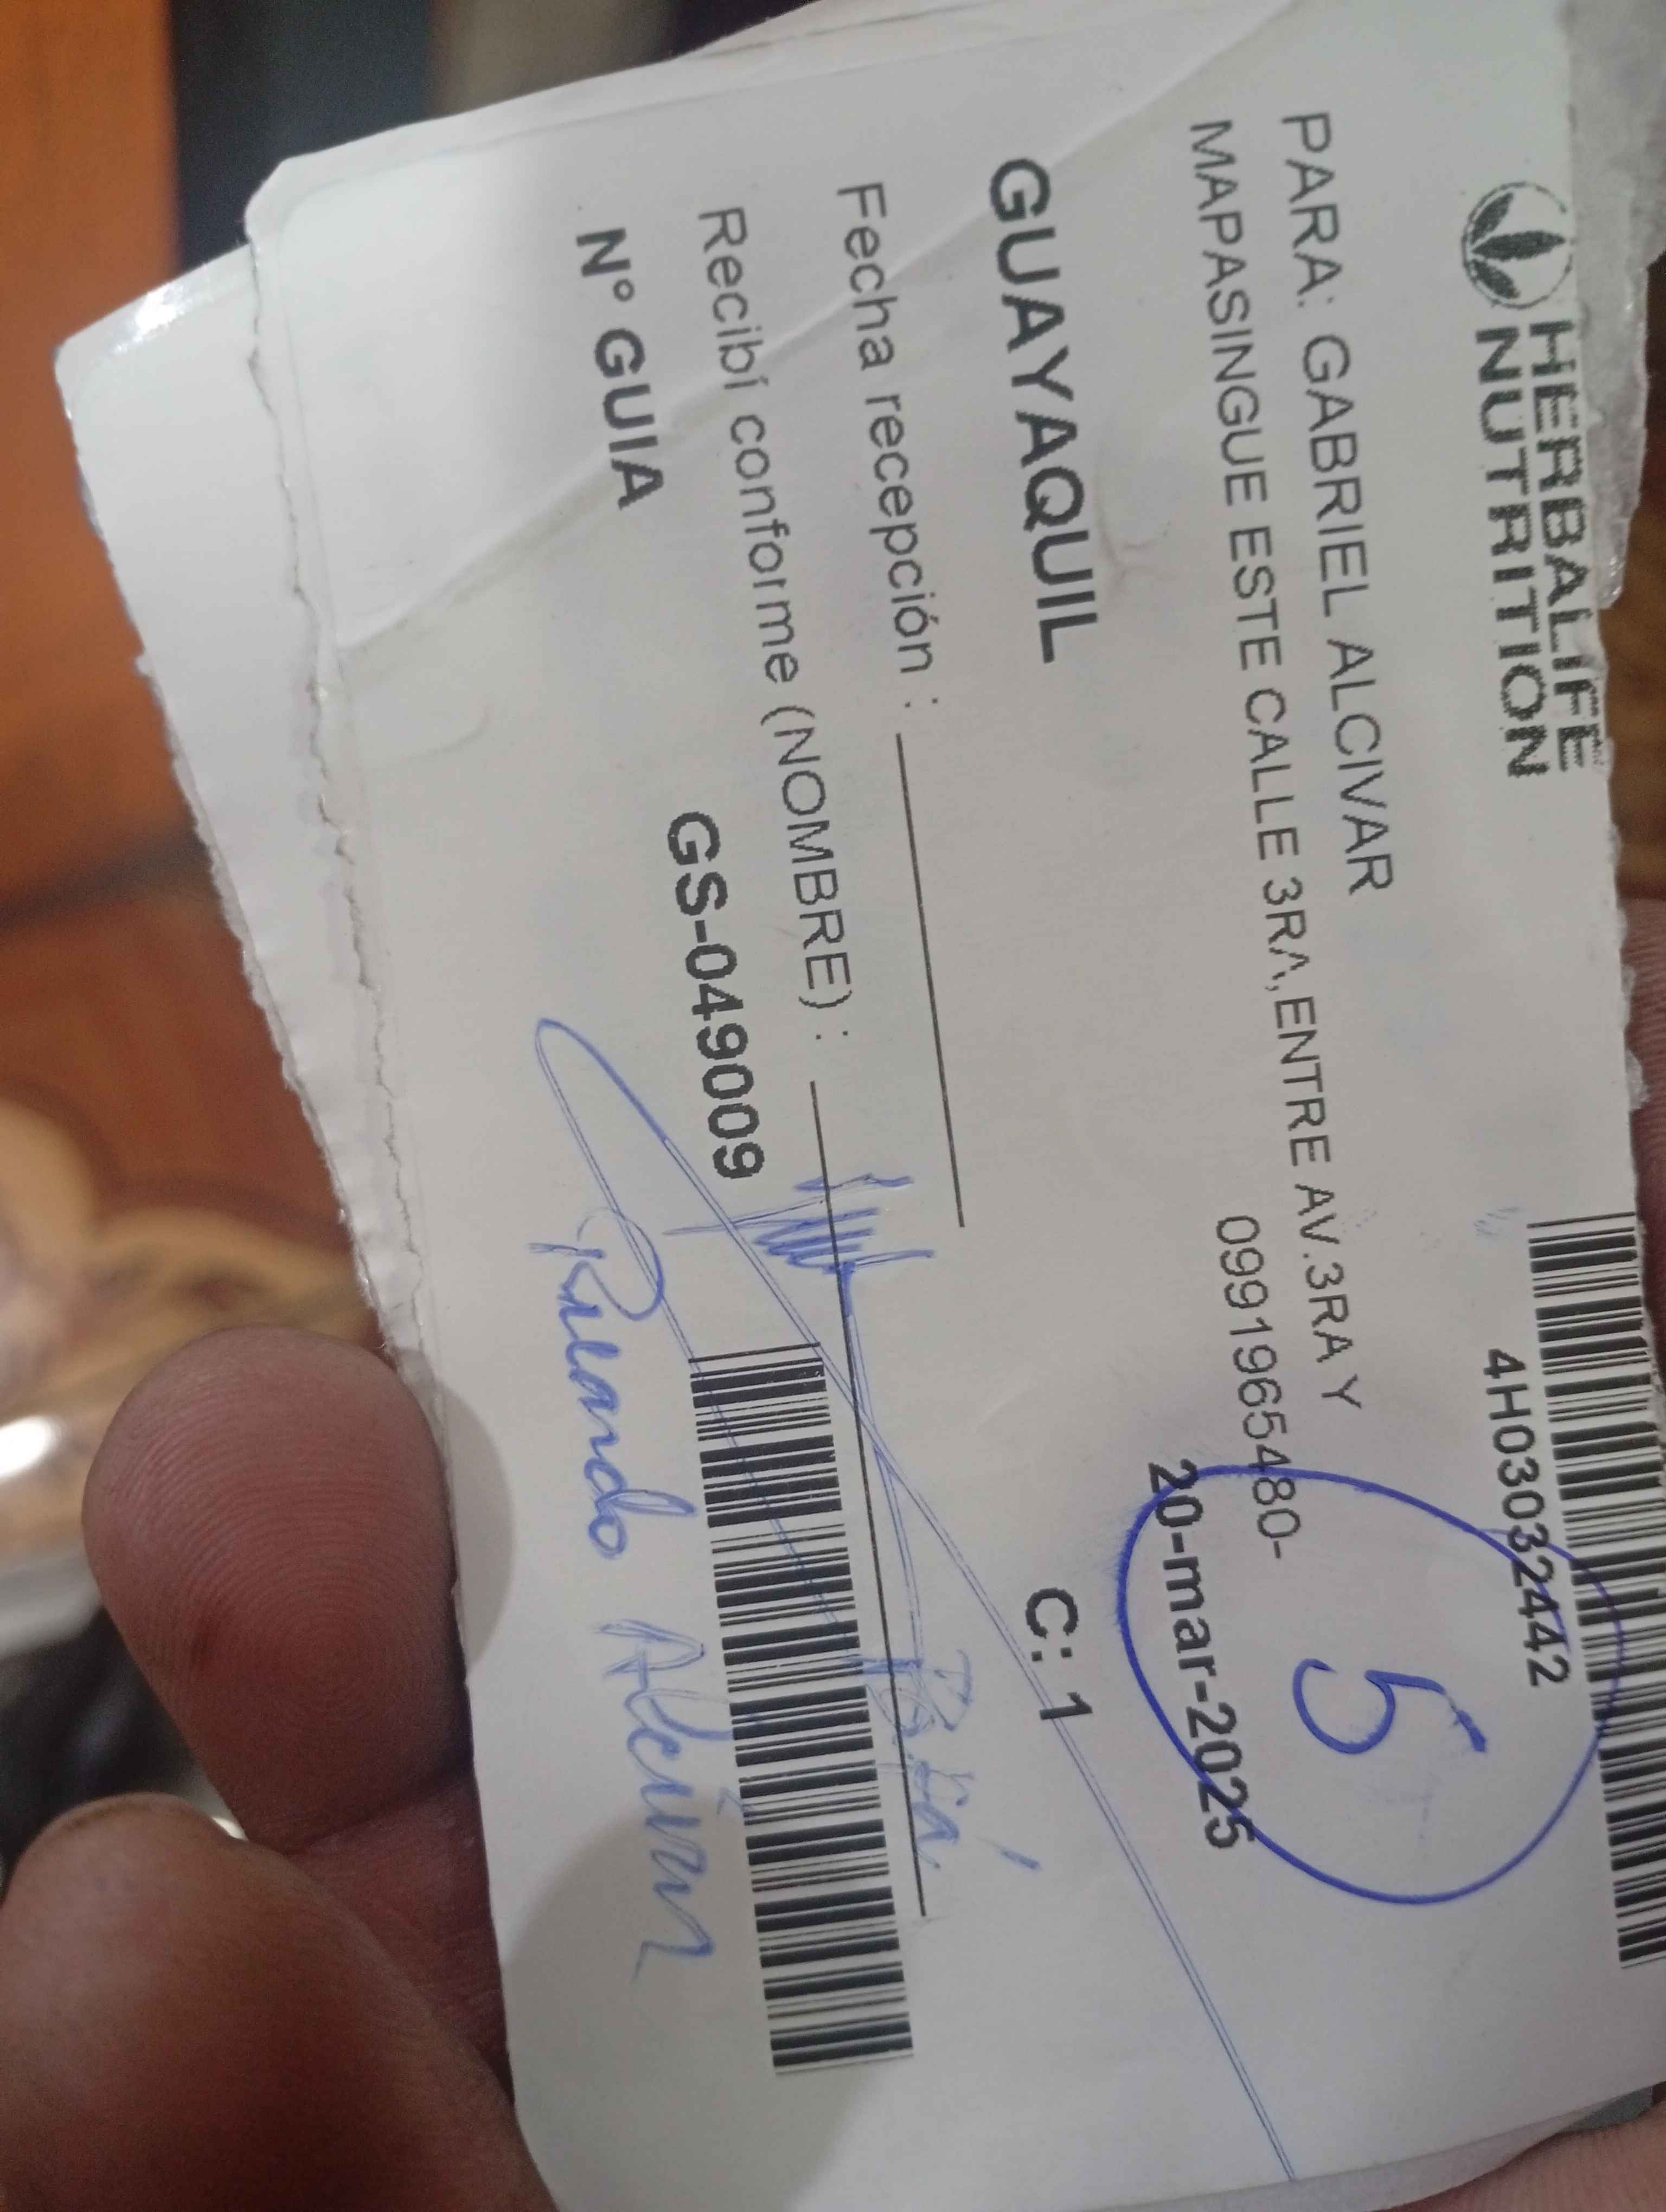 HERBALIFE
NUTRITION
4H03032442
PARA: GABRIEL ALCIVAR
MAPASINGUE ESTE CALLE 3RA,ENTRE AV.3RA Y
0991965480-
5
20-mar-2025
GUAYAQUIL
C: 1
Fecha recepción :
Recibí conforme (NOMBRE) :
N° GUIA
GS-049009